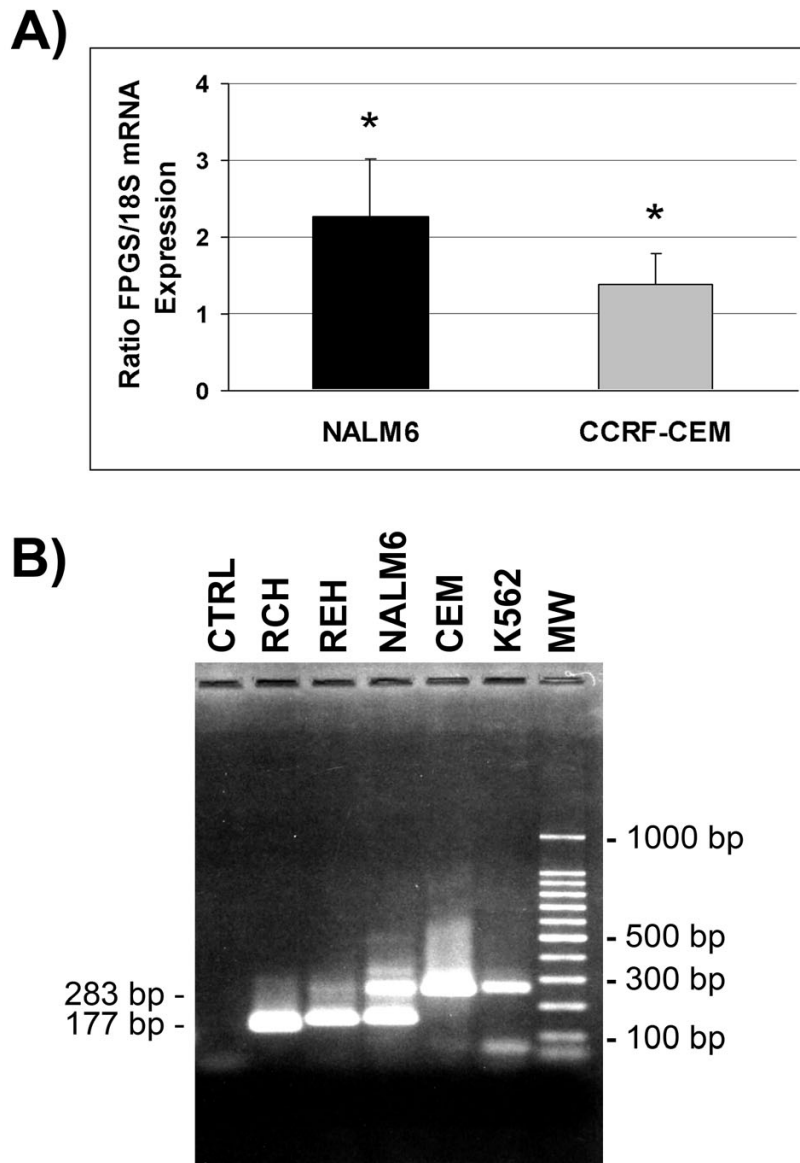 A)
Ratio FPGS/18S mRNA
Expression
4
3
2
1
0
*
*
NALM6
CCRF-CEM
B)
CTRL
RCH
REH
NALM6
CEM
K562
MW
- 1000 bp
- 500 bp
283 bp -
- 300 bp
177 bp -
- 100 bp